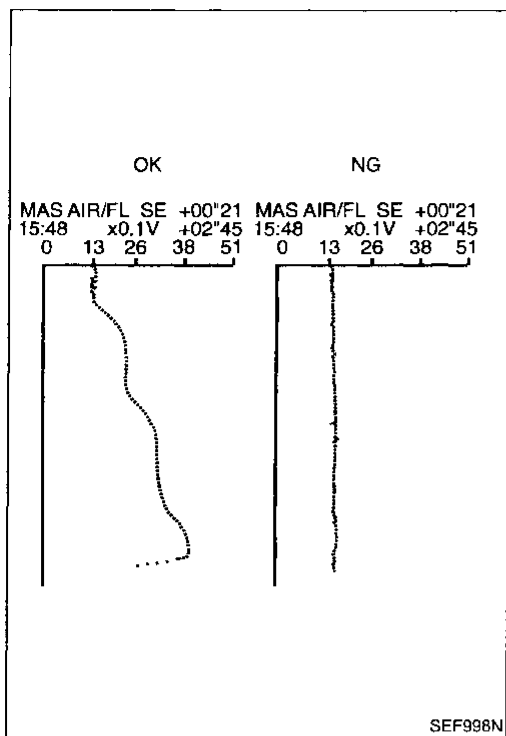 OK
MAS AIR/FL SE +00"21
15:48 x0.1V +02"45
0 13 26 38 51
NG
MAS AIR/FL SE +00"21
15:48 x0.1V +02"45
0 13 26 38 51
SEF998N